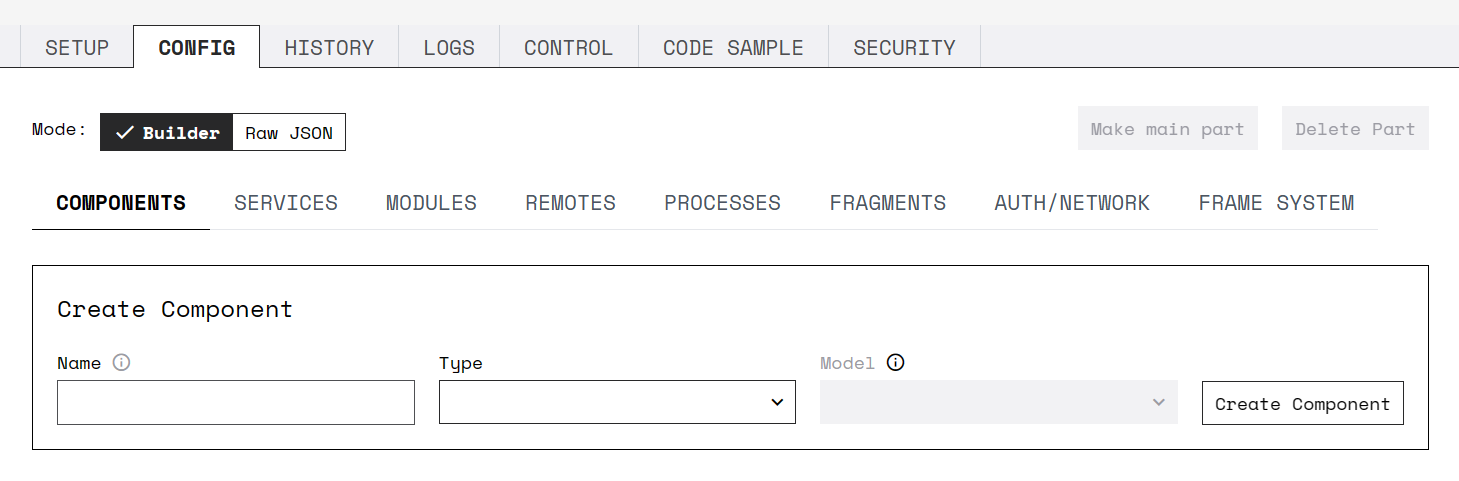 SETUP CONFIG HISTORY LOGS CONTROL CODE SAMPLE SECURITY
Mode: Builder Raw JSON Make main part Delete Part
COMPONENTS SERVICES MODULES REMOTES PROCESSES FRAGMENTS AUTH/NETWORK FRAME SYSTEM
Create Component
Name Type Model
Create Component